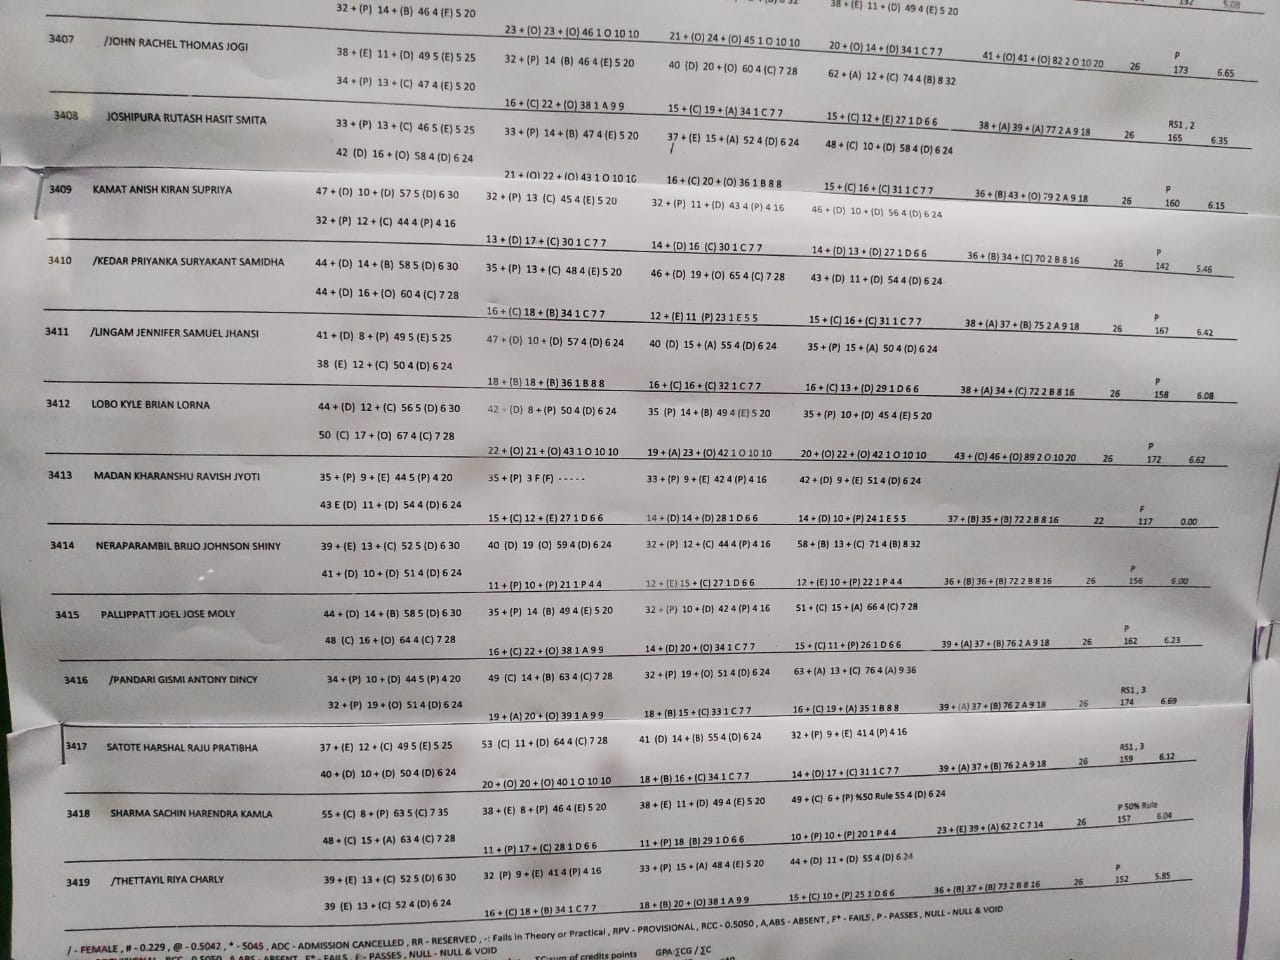 32 + (P) 14 + (B) 46 4 (E) 5 20 38 + (E) 11 + (D) 49 4 (E) 5 20 132 5.08
23 + (O) 23 + (O) 46 1 O 10 10 21 + (O) 24 + (O) 45 1 O 10 10 20 + (O) 14 + (D) 34 1 C 7 7 41 + (O) 41 + (O) 82 2 O 10 20 26 P 173 6.65
3407 /JOHN RACHEL THOMAS JOGI 38 + (E) 11 + (D) 49 5 (E) 5 25 32 + (P) 14 (B) 46 4 (E) 5 20 40 (D) 20 + (O) 60 4 (C) 7 28 62 + (A) 12 + (C) 74 4 (B) 8 32
34 + (P) 13 + (C) 47 4 (E) 5 20
16 + (C) 22 + (O) 38 1 A 9 9 15 + (C) 19 + (A) 34 1 C 7 7 15 + (C) 12 + (E) 27 1 D 6 6 38 + (A) 39 + (A) 77 2 A 9 18 26 RS1, 2 165 6.35
3408 JOSHIPURA RUTASH HASIT SMITA 33 + (P) 13 + (C) 46 5 (E) 5 25 33 + (P) 14 + (B) 47 4 (E) 5 20 37 + (E) 15 + (A) 52 4 (D) 6 24 48 + (C) 10 + (D) 58 4 (D) 6 24
42 (D) 16 + (O) 58 4 (D) 6 24
21 + (O) 22 + (O) 43 1 O 10 10 16 + (C) 20 + (O) 36 1 B 8 8 15 + (C) 16 + (C) 31 1 C 7 7 36 + (B) 43 + (O) 79 2 A 9 18 26 P 160 6.15
3409 KAMAT ANISH KIRAN SUPRIYA 47 + (D) 10 + (D) 57 5 (D) 6 30 32 + (P) 13 (C) 45 4 (E) 5 20 32 + (P) 11 + (D) 43 4 (P) 4 16 46 + (D) 10 + (D) 56 4 (D) 6 24
32 + (P) 12 + (C) 44 4 (P) 4 16
13 + (D) 17 + (C) 30 1 C 7 7 14 + (D) 16 (C) 30 1 C 7 7 14 + (D) 13 + (D) 27 1 D 6 6 36 + (B) 34 + (C) 70 2 B 8 16 26 P 142 5.46
3410 /KEDAR PRIYANKA SURYAKANT SAMIDHA 44 + (D) 14 + (B) 58 5 (D) 6 30 35 + (P) 13 + (C) 48 4 (E) 5 20 46 + (D) 19 + (O) 65 4 (C) 7 28 43 + (D) 11 + (D) 54 4 (D) 6 24
44 + (D) 16 + (O) 60 4 (C) 7 28
16 + (C) 18 + (B) 34 1 C 7 7 12 + (E) 11 (P) 23 1 E 5 5 15 + (C) 16 + (C) 31 1 C 7 7 38 + (A) 37 + (B) 75 2 A 9 18 26 P 167 6.42
3411 /LINGAM JENNIFER SAMUEL JHANSI 41 + (D) 8 + (P) 49 5 (E) 5 25 47 + (D) 10 + (D) 57 4 (D) 6 24 40 (D) 15 + (A) 55 4 (D) 6 24 35 + (P) 15 + (A) 50 4 (D) 6 24
38 (E) 12 + (C) 50 4 (D) 6 24
18 + (B) 18 + (B) 36 1 B 8 8 16 + (C) 16 + (C) 32 1 C 7 7 16 + (C) 13 + (D) 29 1 D 6 6 38 + (A) 34 + (C) 72 2 B 8 16 26 P 158 6.08
3412 LOBO KYLE BRIAN LORNA 44 + (D) 12 + (C) 56 5 (D) 6 30 42 + (D) 8 + (P) 50 4 (D) 6 24 35 (P) 14 + (B) 49 4 (E) 5 20 35 + (P) 10 + (D) 45 4 (E) 5 20
50 (C) 17 + (O) 67 4 (C) 7 28
22 + (O) 21 + (O) 43 1 O 10 10 19 + (A) 23 + (O) 42 1 O 10 10 20 + (O) 22 + (O) 42 1 O 10 10 43 + (O) 46 + (O) 89 2 O 10 20 26 P 172 6.62
3413 MADAN KHARANSHU RAVISH JYOTI 35 + (P) 9 + (E) 44 5 (P) 4 20 35 + (P) 3 F (F) - - - - - 33 + (P) 9 + (E) 42 4 (P) 4 16 42 + (D) 9 + (E) 51 4 (D) 6 24
43 E (D) 11 + (D) 54 4 (D) 6 24
15 + (C) 12 + (E) 27 1 D 6 6 14 + (D) 14 + (D) 28 1 D 6 6 14 + (D) 10 + (P) 24 1 E 5 5 37 + (B) 35 + (B) 72 2 B 8 16 22 F 117 0.00
3414 NERAPARAMBIL BRIJO JOHNSON SHINY 39 + (E) 13 + (C) 52 5 (D) 6 30 40 (D) 19 (O) 59 4 (D) 6 24 32 + (P) 12 + (C) 44 4 (P) 4 16 58 + (B) 13 + (C) 71 4 (B) 8 32
41 + (D) 10 + (D) 51 4 (D) 6 24
11 + (P) 10 + (P) 21 1 P 4 4 12 + (E) 15 + (C) 27 1 D 6 6 12 + (E) 10 + (P) 22 1 P 4 4 36 + (B) 36 + (B) 72 2 B 8 16 26 P 156 6.00
3415 PALLIPPATT JOEL JOSE MOLY 44 + (D) 14 + (B) 58 5 (D) 6 30 35 + (P) 14 (B) 49 4 (E) 5 20 32 + (P) 10 + (D) 42 4 (P) 4 16 51 + (C) 15 + (A) 66 4 (C) 7 28
48 (C) 16 + (O) 64 4 (C) 7 28
16 + (C) 22 + (O) 38 1 A 9 9 14 + (D) 20 + (O) 34 1 C 7 7 15 + (C) 11 + (P) 26 1 D 6 6 39 + (A) 37 + (B) 76 2 A 9 18 26 P 162 6.23
3416 /PANDARI GISMI ANTONY DINCY 34 + (P) 10 + (D) 44 5 (P) 4 20 49 (C) 14 + (B) 63 4 (C) 7 28 32 + (P) 19 + (O) 51 4 (D) 6 24 63 + (A) 13 + (C) 76 4 (A) 9 36
32 + (P) 19 + (O) 51 4 (D) 6 24
19 + (A) 20 + (O) 39 1 A 9 9 18 + (B) 15 + (C) 33 1 C 7 7 16 + (C) 19 + (A) 35 1 B 8 8 39 + (A) 37 + (B) 76 2 A 9 18 26 RS1, 3 174 6.69
3417 SATOTE HARSHAL RAJU PRATIBHA 37 + (E) 12 + (C) 49 5 (E) 5 25 53 (C) 11 + (D) 64 4 (C) 7 28 41 (D) 14 + (B) 55 4 (D) 6 24 32 + (P) 9 + (E) 41 4 (P) 4 16
40 + (D) 10 + (D) 50 4 (D) 6 24
20 + (O) 20 + (O) 40 1 O 10 10 18 + (B) 16 + (C) 34 1 C 7 7 14 + (D) 17 + (C) 31 1 C 7 7 39 + (A) 37 + (B) 76 2 A 9 18 26 RS1, 3 159 6.12
3418 SHARMA SACHIN HARENDRA KAMLA 55 + (C) 8 + (P) 63 5 (C) 7 35 38 + (E) 8 + (P) 46 4 (E) 5 20 38 + (E) 11 + (D) 49 4 (E) 5 20 49 + (C) 6 + (P) %50 Rule 55 4 (D) 6 24
48 + (C) 15 + (A) 63 4 (C) 7 28
11 + (P) 17 + (C) 28 1 D 6 6 11 + (P) 18 (B) 29 1 D 6 6 10 + (P) 10 + (P) 20 1 P 4 4 23 + (E) 39 + (A) 62 2 C 7 14 26 P 50% Rule 157 6.04
3419 /THETTAYIL RIYA CHARLY 39 + (E) 13 + (C) 52 5 (D) 6 30 32 (P) 9 + (E) 41 4 (P) 4 16 33 + (P) 15 + (A) 48 4 (E) 5 20 44 + (D) 11 + (D) 55 4 (D) 6 24
39 (E) 13 + (C) 52 4 (D) 6 24
16 + (C) 18 + (B) 34 1 C 7 7 18 + (B) 20 + (O) 38 1 A 9 9 15 + (C) 10 + (P) 25 1 D 6 6 36 + (B) 37 + (B) 73 2 B 8 16 26 P 152 5.85
/ - FEMALE , # - 0.229 , @ - 0.5042 , * - 5045 , ADC - ADMISSION CANCELLED , RR - RESERVED , -: Fails in Theory or Practical , RPV - PROVISIONAL , RCC - 0.5050 , A,ABS - ABSENT , F* - FAILS , P - PASSES , NULL - NULL & VOID
RCC - 0.5050 , A,ABS - ABSENT , F* - FAILS , P - PASSES , NULL - NULL & VOID ΣC:sum of credits points GPA:ΣCG / ΣC